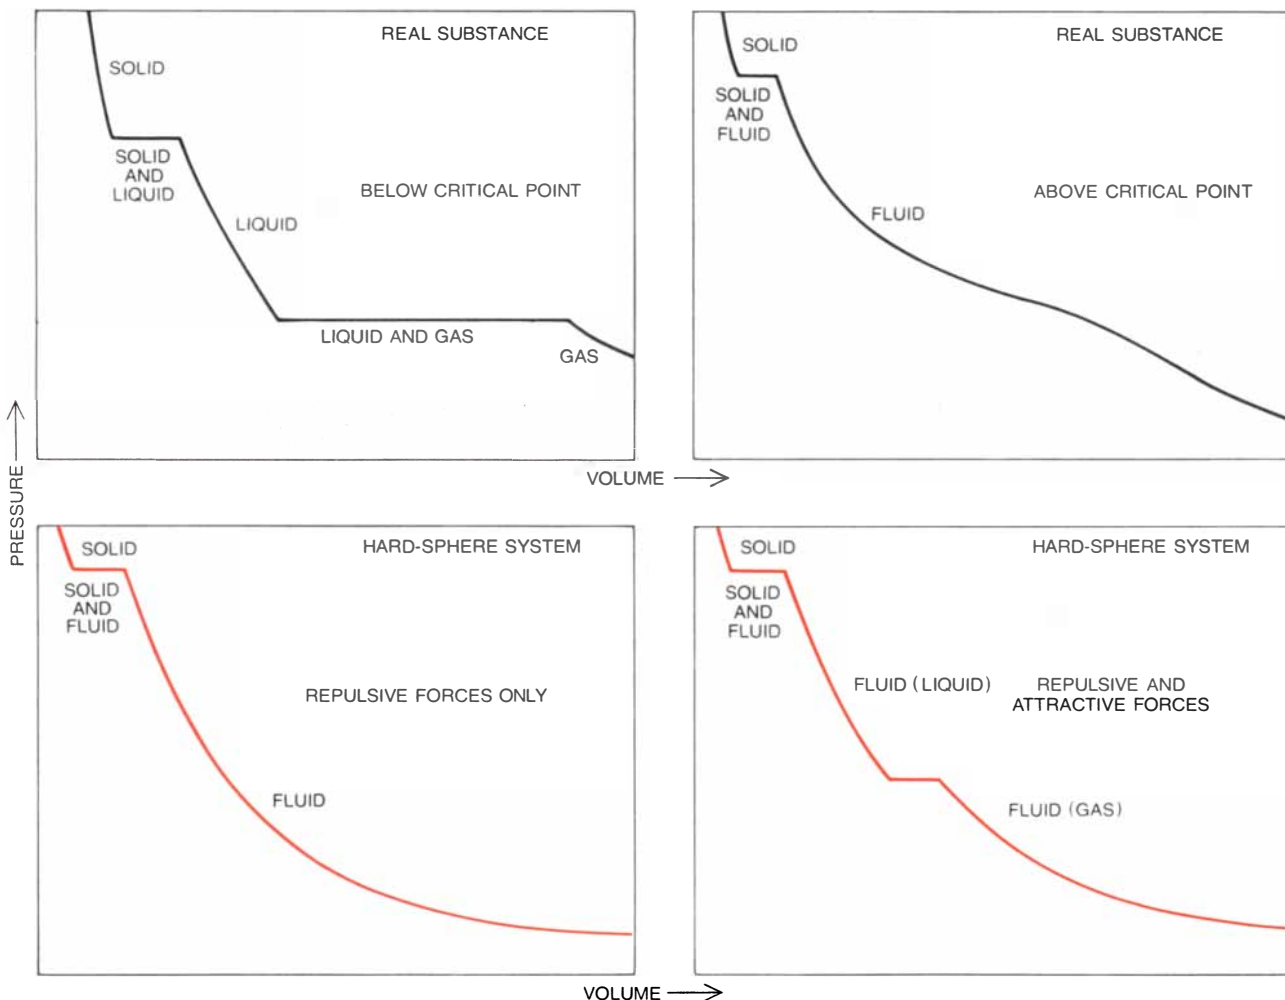 REAL SUBSTANCE
SOLID
SOLID
AND
LIQUID
BELOW CRITICAL POINT
LIQUID
LIQUID AND GAS
GAS
REAL SUBSTANCE
SOLID
SOLID
AND
FLUID
ABOVE CRITICAL POINT
FLUID
PRESSURE
VOLUME
HARD-SPHERE SYSTEM
SOLID
SOLID
AND
FLUID
REPULSIVE FORCES ONLY
FLUID
HARD-SPHERE SYSTEM
SOLID
SOLID
AND
FLUID
FLUID (LIQUID)
REPULSIVE AND
ATTRACTIVE FORCES
FLUID (GAS)
VOLUME